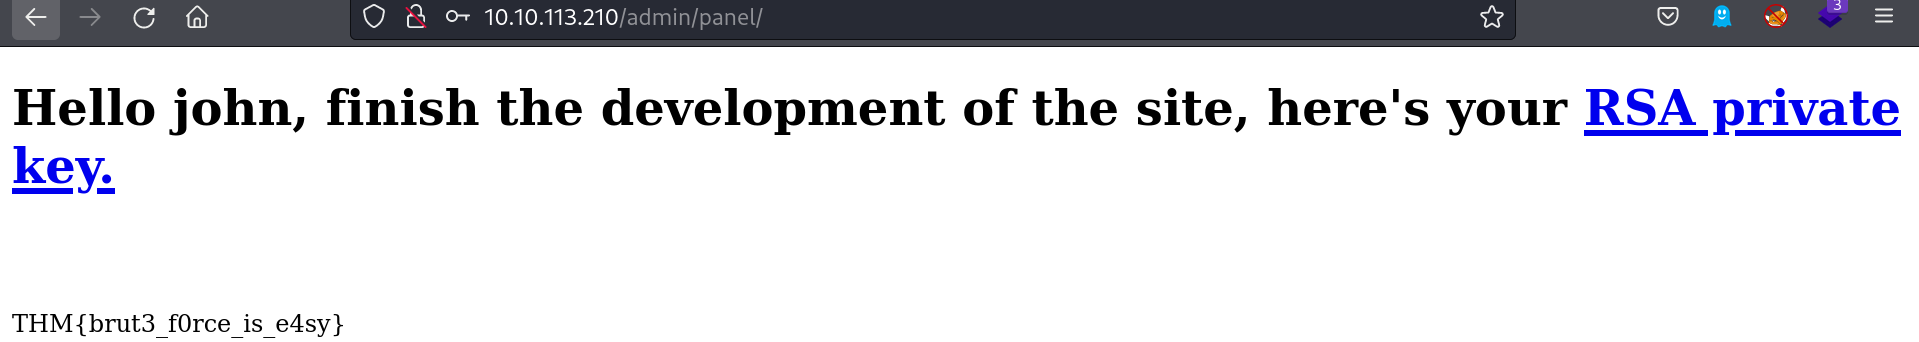 10.10.113.210/admin/panel/
3
Hello john, finish the development of the site, here's your RSA private
key.
THM{brut3_f0rce_is_e4sy}